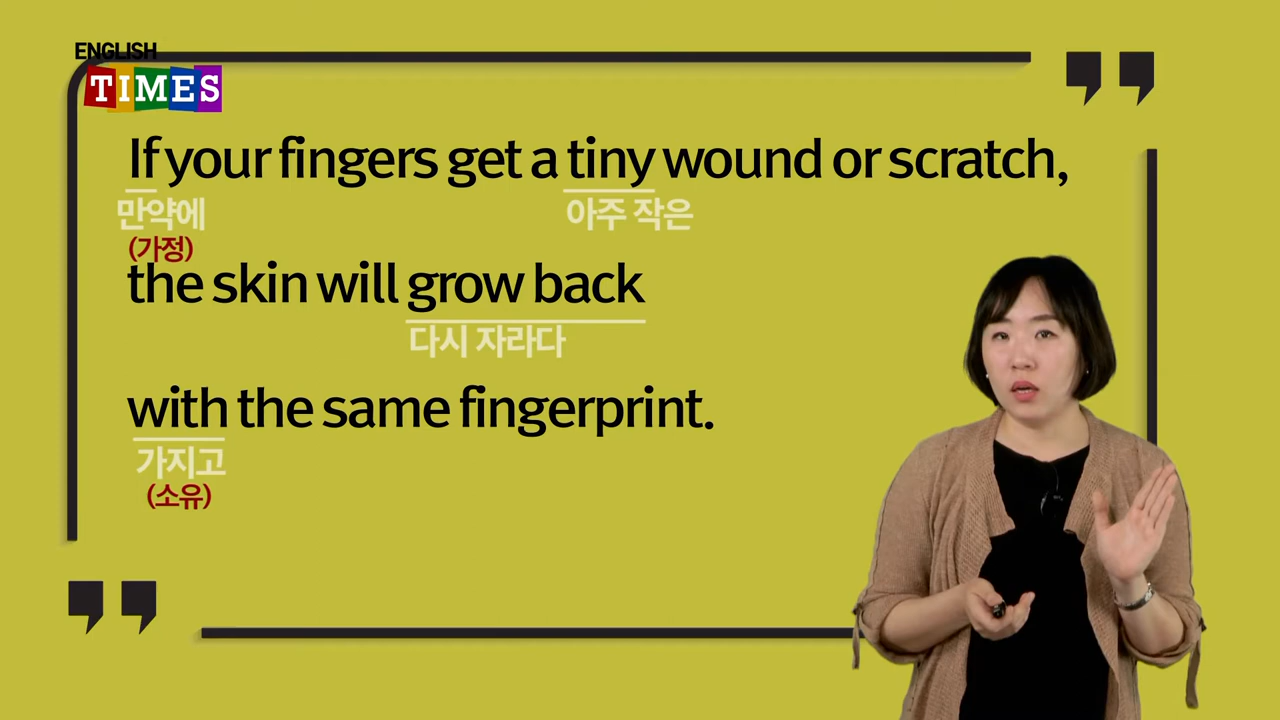 ENGLISH
TIMES
If your fingers get a tiny wound or scratch,
만약에 아주 작은
(가정)
the skin will grow back
다시 자라다
with the same fingerprint.
가지고
(소유)